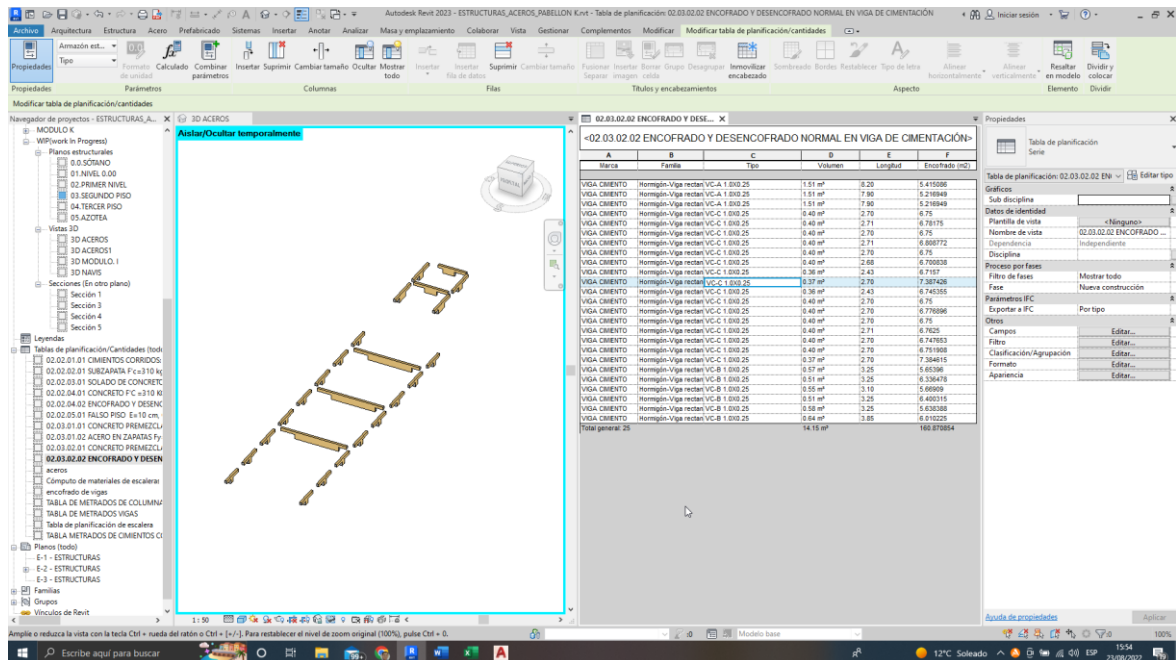 Autodesk Revit 2023 - ESTRUCTURAS_ACEROS_PABELLON K.rvt - Tabla de planificación: 02.03.02.02 ENCOFRADO Y DESENCOFRADO NORMAL EN VIGA DE CIMENTACIÓN
Iniciar sesión
Archivo Arquitectura Estructura Acero Prefabricado Sistemas Insertar Anotar Analizar Masa y emplazamiento Colaborar Vista Gestionar Complementos Modificar Modificar tabla de planificación/cantidades
Propiedades
Armazón est...
Tipo
Formato de unidad
Calculado
Combinar parámetros
Insertar Suprimir Cambiar tamaño Ocultar Mostrar todo
Insertar
Insertar fila de datos
Suprimir Cambiar tamaño
Fusionar Separar
Insertar imagen
Borrar celda
Grupo Desagrupar
Inmovilizar encabezado
Sombreado Bordes Restablecer Tipo de letra
Alinear horizontalmente
Alinear verticalmente
Resaltar en modelo
Dividir y colocar
Propiedades Parámetros Columnas Filas Títulos y encabezamientos Aspecto Elemento Dividir
Modificar tabla de planificación/cantidades
Navegador de proyectos - ESTRUCTURAS_A...
MODULO K
WIP(work In Progress)
Planos estructurales
0.0.SÓTANO
01.NIVEL 0.00
02.PRIMER NIVEL
03.SEGUNDO PISO
04.TERCER PISO
05.AZOTEA
Vistas 3D
3D ACEROS
3D ACEROS1
3D MODULO. I
3D NAVIS
Secciones (En otro plano)
Sección 1
Sección 3
Sección 4
Sección 5
Leyendas
Tablas de planificación/Cantidades (tod
02.02.01.01 CIMIENTOS CORRIDOS:
02.02.02.01 SUBZAPATA F'c=310 kg
02.02.03.01 SOLADO DE CONCRETC
02.02.04.01 CONCRETO F'C =310 KI
02.02.04.02 ENCOFRADO Y DESENC
02.02.05.01 FALSO PISO E=10 cm,
02.03.01.01 CONCRETO PREMEZCL
02.03.01.02 ACERO EN ZAPATAS Fy
02.03.02.01 CONCRETO PREMEZCL
02.03.02.02 ENCOFRADO Y DESEN
aceros
Cómputo de materiales de escalera:
encofrado de vigas
TABLA DE METRADOS DE COLUMNA
TABLA DE METRADOS VIGAS
Tabla de planificación de escalera
TABLA METRADOS DE CIMIENTOS CO
Planos (todo)
E-1 - ESTRUCTURAS
E-2 - ESTRUCTURAS
E-3 - ESTRUCTURAS
Familias
Grupos
Vínculos de Revit
3D ACEROS
Aislar/Ocultar temporalmente
1 : 50
02.03.02.02 ENCOFRADO Y DESE...
<02.03.02.02 ENCOFRADO Y DESENCOFRADO NORMAL EN VIGA DE CIMENTACIÓN>
A B C D E F
Marca Familia Tipo Volumen Longitud Encofrado (m2)
VIGA CIMIENTO Hormigón-Viga rectan VC-A 1.0X0.25 1.51 m³ 8.20 5.415086
VIGA CIMIENTO Hormigón-Viga rectan VC-A 1.0X0.25 1.51 m³ 7.90 5.216949
VIGA CIMIENTO Hormigón-Viga rectan VC-A 1.0X0.25 1.51 m³ 7.90 5.216949
VIGA CIMIENTO Hormigón-Viga rectan VC-C 1.0X0.25 0.40 m³ 2.70 6.75
VIGA CIMIENTO Hormigón-Viga rectan VC-C 1.0X0.25 0.40 m³ 2.71 6.78175
VIGA CIMIENTO Hormigón-Viga rectan VC-C 1.0X0.25 0.40 m³ 2.70 6.75
VIGA CIMIENTO Hormigón-Viga rectan VC-C 1.0X0.25 0.40 m³ 2.71 6.808772
VIGA CIMIENTO Hormigón-Viga rectan VC-C 1.0X0.25 0.40 m³ 2.70 6.75
VIGA CIMIENTO Hormigón-Viga rectan VC-C 1.0X0.25 0.40 m³ 2.68 6.700838
VIGA CIMIENTO Hormigón-Viga rectan VC-C 1.0X0.25 0.36 m³ 2.43 6.7157
VIGA CIMIENTO Hormigón-Viga rectan VC-C 1.0X0.25 0.37 m³ 2.70 7.387426
VIGA CIMIENTO Hormigón-Viga rectan VC-C 1.0X0.25 0.36 m³ 2.43 6.745355
VIGA CIMIENTO Hormigón-Viga rectan VC-C 1.0X0.25 0.40 m³ 2.70 6.75
VIGA CIMIENTO Hormigón-Viga rectan VC-C 1.0X0.25 0.40 m³ 2.70 6.776896
VIGA CIMIENTO Hormigón-Viga rectan VC-C 1.0X0.25 0.40 m³ 2.70 6.75
VIGA CIMIENTO Hormigón-Viga rectan VC-C 1.0X0.25 0.40 m³ 2.71 6.7625
VIGA CIMIENTO Hormigón-Viga rectan VC-C 1.0X0.25 0.40 m³ 2.70 6.747653
VIGA CIMIENTO Hormigón-Viga rectan VC-C 1.0X0.25 0.40 m³ 2.70 6.751908
VIGA CIMIENTO Hormigón-Viga rectan VC-C 1.0X0.25 0.37 m³ 2.70 7.384615
VIGA CIMIENTO Hormigón-Viga rectan VC-B 1.0X0.25 0.57 m³ 3.25 5.65396
VIGA CIMIENTO Hormigón-Viga rectan VC-B 1.0X0.25 0.51 m³ 3.25 6.336478
VIGA CIMIENTO Hormigón-Viga rectan VC-B 1.0X0.25 0.55 m³ 3.10 5.66909
VIGA CIMIENTO Hormigón-Viga rectan VC-B 1.0X0.25 0.51 m³ 3.25 6.400315
VIGA CIMIENTO Hormigón-Viga rectan VC-B 1.0X0.25 0.58 m³ 3.25 5.638388
VIGA CIMIENTO Hormigón-Viga rectan VC-B 1.0X0.25 0.64 m³ 3.85 6.010225
Total general: 25 14.15 m³ 160.870854
Propiedades
Tabla de planificación
Serie
Tabla de planificación: 02.03.02.02 EN Editar tipo
Gráficos
Sub disciplina
Datos de identidad
Plantilla de vista <Ninguno>
Nombre de vista 02.03.02.02 ENCOFRADO ...
Dependencia Independiente
Disciplina
Proceso por fases
Filtro de fases Mostrar todo
Fase Nueva construcción
Parámetros IFC
Exportar a IFC Por tipo
Otros
Campos Editar...
Filtro Editar...
Clasificación/Agrupación Editar...
Formato Editar...
Apariencia Editar...
Ayuda de propiedades Aplicar
Amplíe o reduzca la vista con la tecla Ctrl + rueda del ratón o Ctrl + [+/-]. Para restablecer el nivel de zoom original (100%), pulse Ctrl + 0.
:0 Modelo base
:0 100%
Escribe aquí para buscar
99+
12°C Soleado
ESP
15:54
23/08/2022